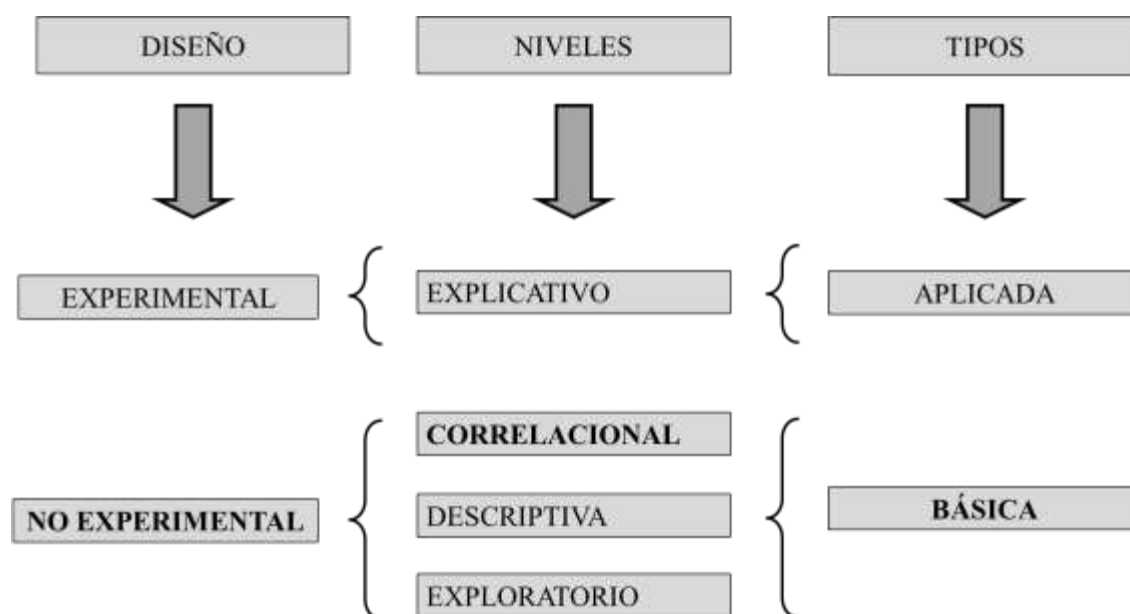 DISEÑO
NIVELES
TIPOS
EXPERIMENTAL
EXPLICATIVO
APLICADA
CORRELACIONAL
NO EXPERIMENTAL
DESCRIPTIVA
BÁSICA
EXPLORATORIO